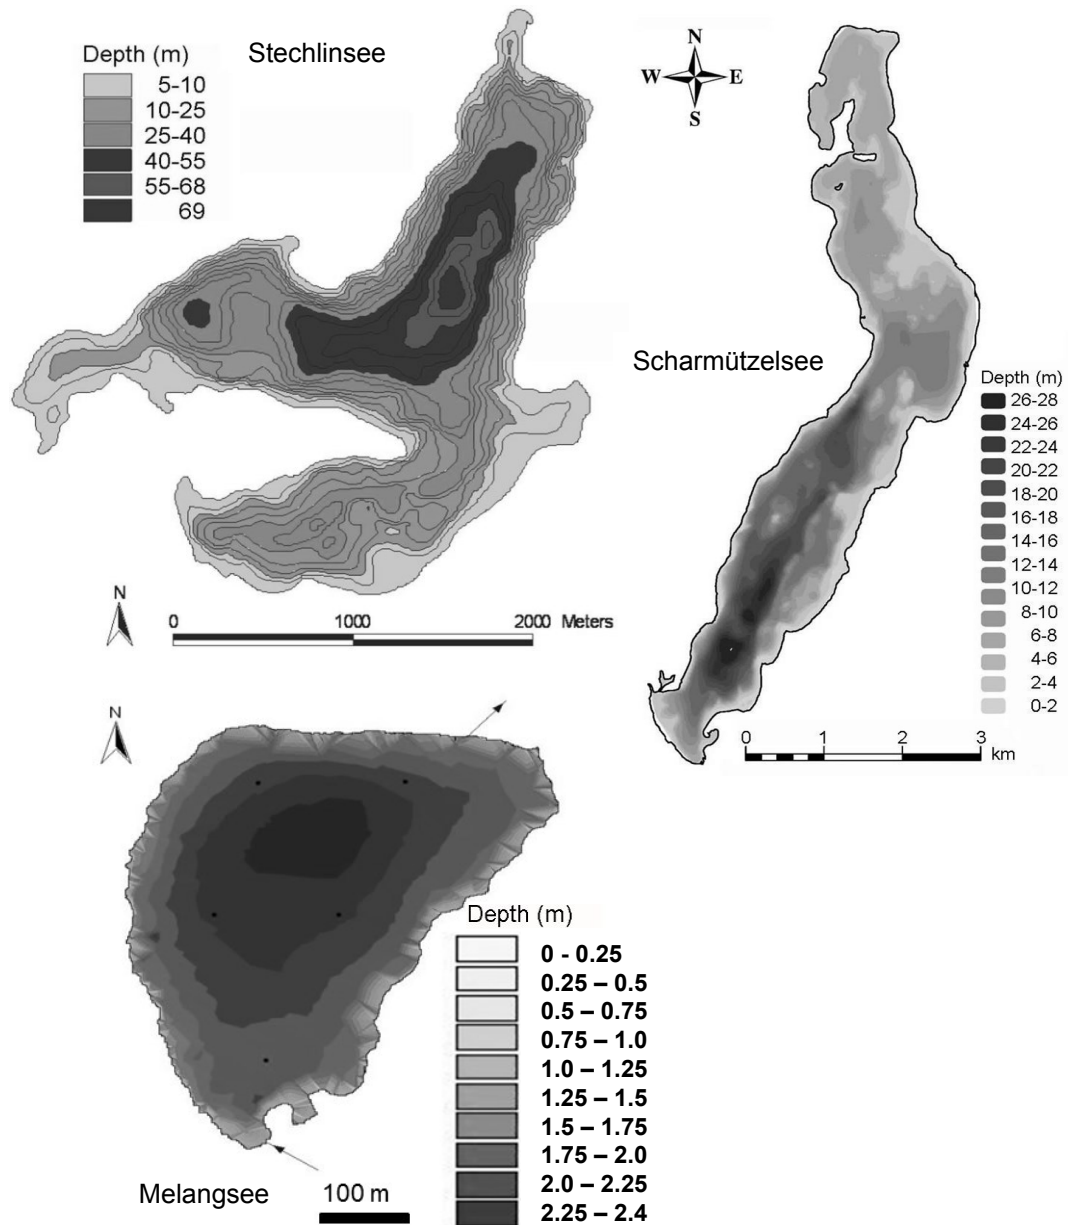 Stechlinsee
Depth (m)
5-10
10-25
25-40
40-55
55-68
69
N
0 1000 2000 Meters
N
W E
S
Scharmützelsee
Depth (m)
26-28
24-26
22-24
20-22
18-20
16-18
14-16
12-14
10-12
8-10
6-8
4-6
2-4
0-2
0 1 2 3
km
N
Depth (m)
0 - 0.25
0.25 – 0.5
0.5 – 0.75
0.75 – 1.0
1.0 – 1.25
1.25 – 1.5
1.5 – 1.75
1.75 – 2.0
2.0 – 2.25
2.25 – 2.4
Melangsee
100 m